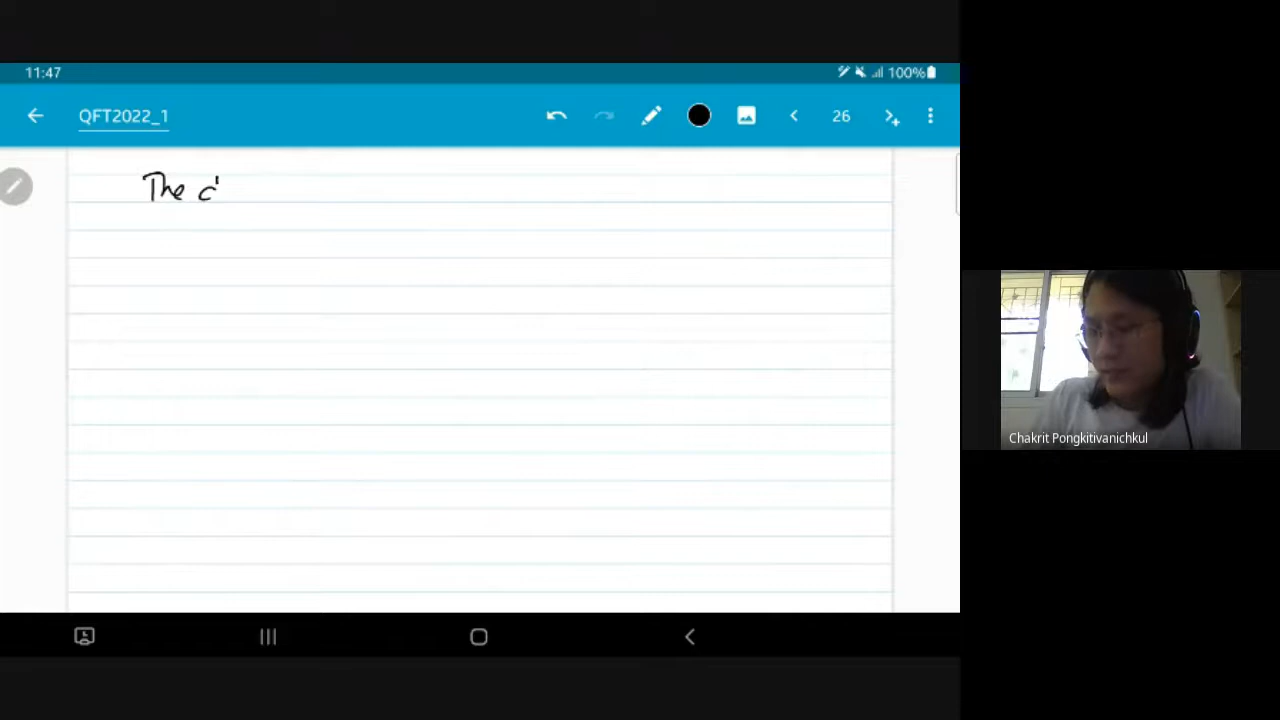 11:47
100%
QFT2022_1
26
The
Chakrit Pongkitivanichkul